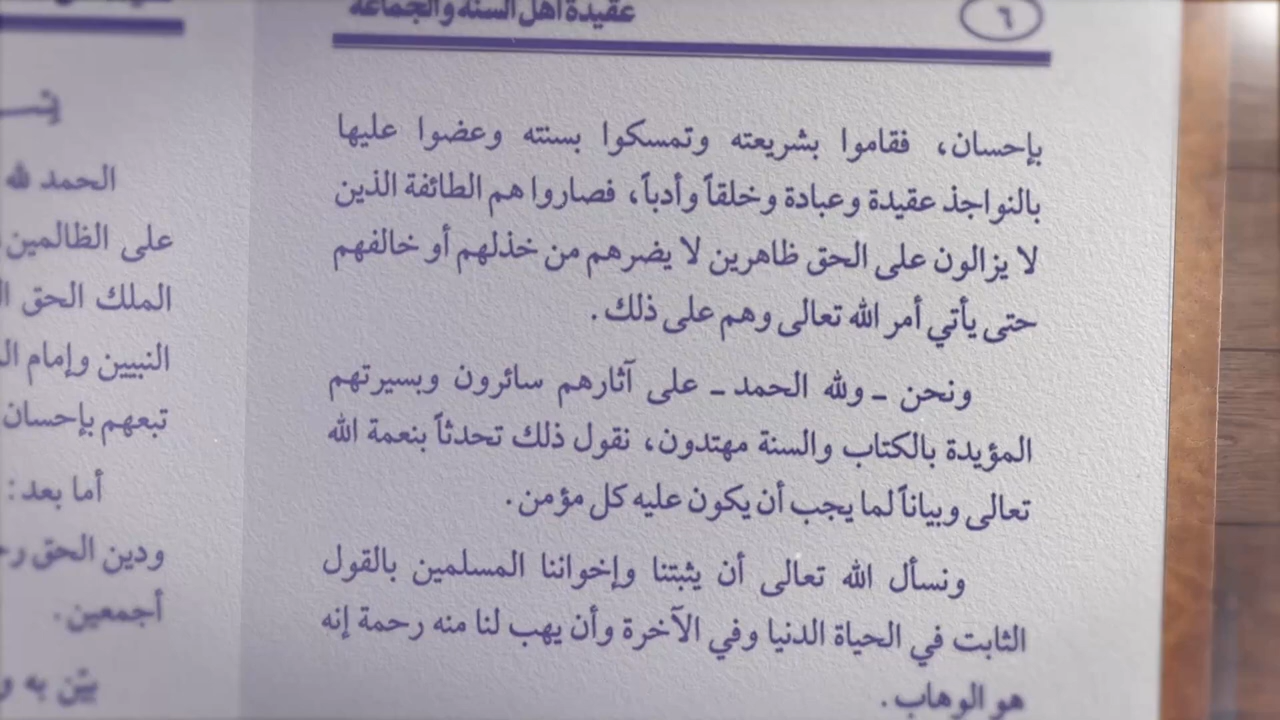 ٦
عقيدة أهل السنة والجماعة
بإحسان، فقاموا بشريعته وتمسكوا بسنته وعضوا عليها
بالنواجذ عقيدة وعبادة وخلقاً وأدباً، فصاروا هم الطائفة الذين
لا يزالون على الحق ظاهرين لا يضرهم من خذلهم أو خالفهم
حتى يأتي أمر الله تعالى وهم على ذلك.
ونحن ـ ولله الحمد ـ على آثارهم سائرون وبسيرتهم
المؤيدة بالكتاب والسنة مهتدون، نقول ذلك تحدثاً بنعمة الله
تعالى وبياناً لما يجب أن يكون عليه كل مؤمن.
ونسأل الله تعالى أن يثبتنا وإخواننا المسلمين بالقول
الثابت في الحياة الدنيا وفي الآخرة وأن يهب لنا منه رحمة إنه
هو الوهاب.
الحمد لله
على الظالمين
الملك الحق
النبيين وإمام
تبعهم بإحسان
أما بعد:
ودين الحق
أجمعين.
بيّن به